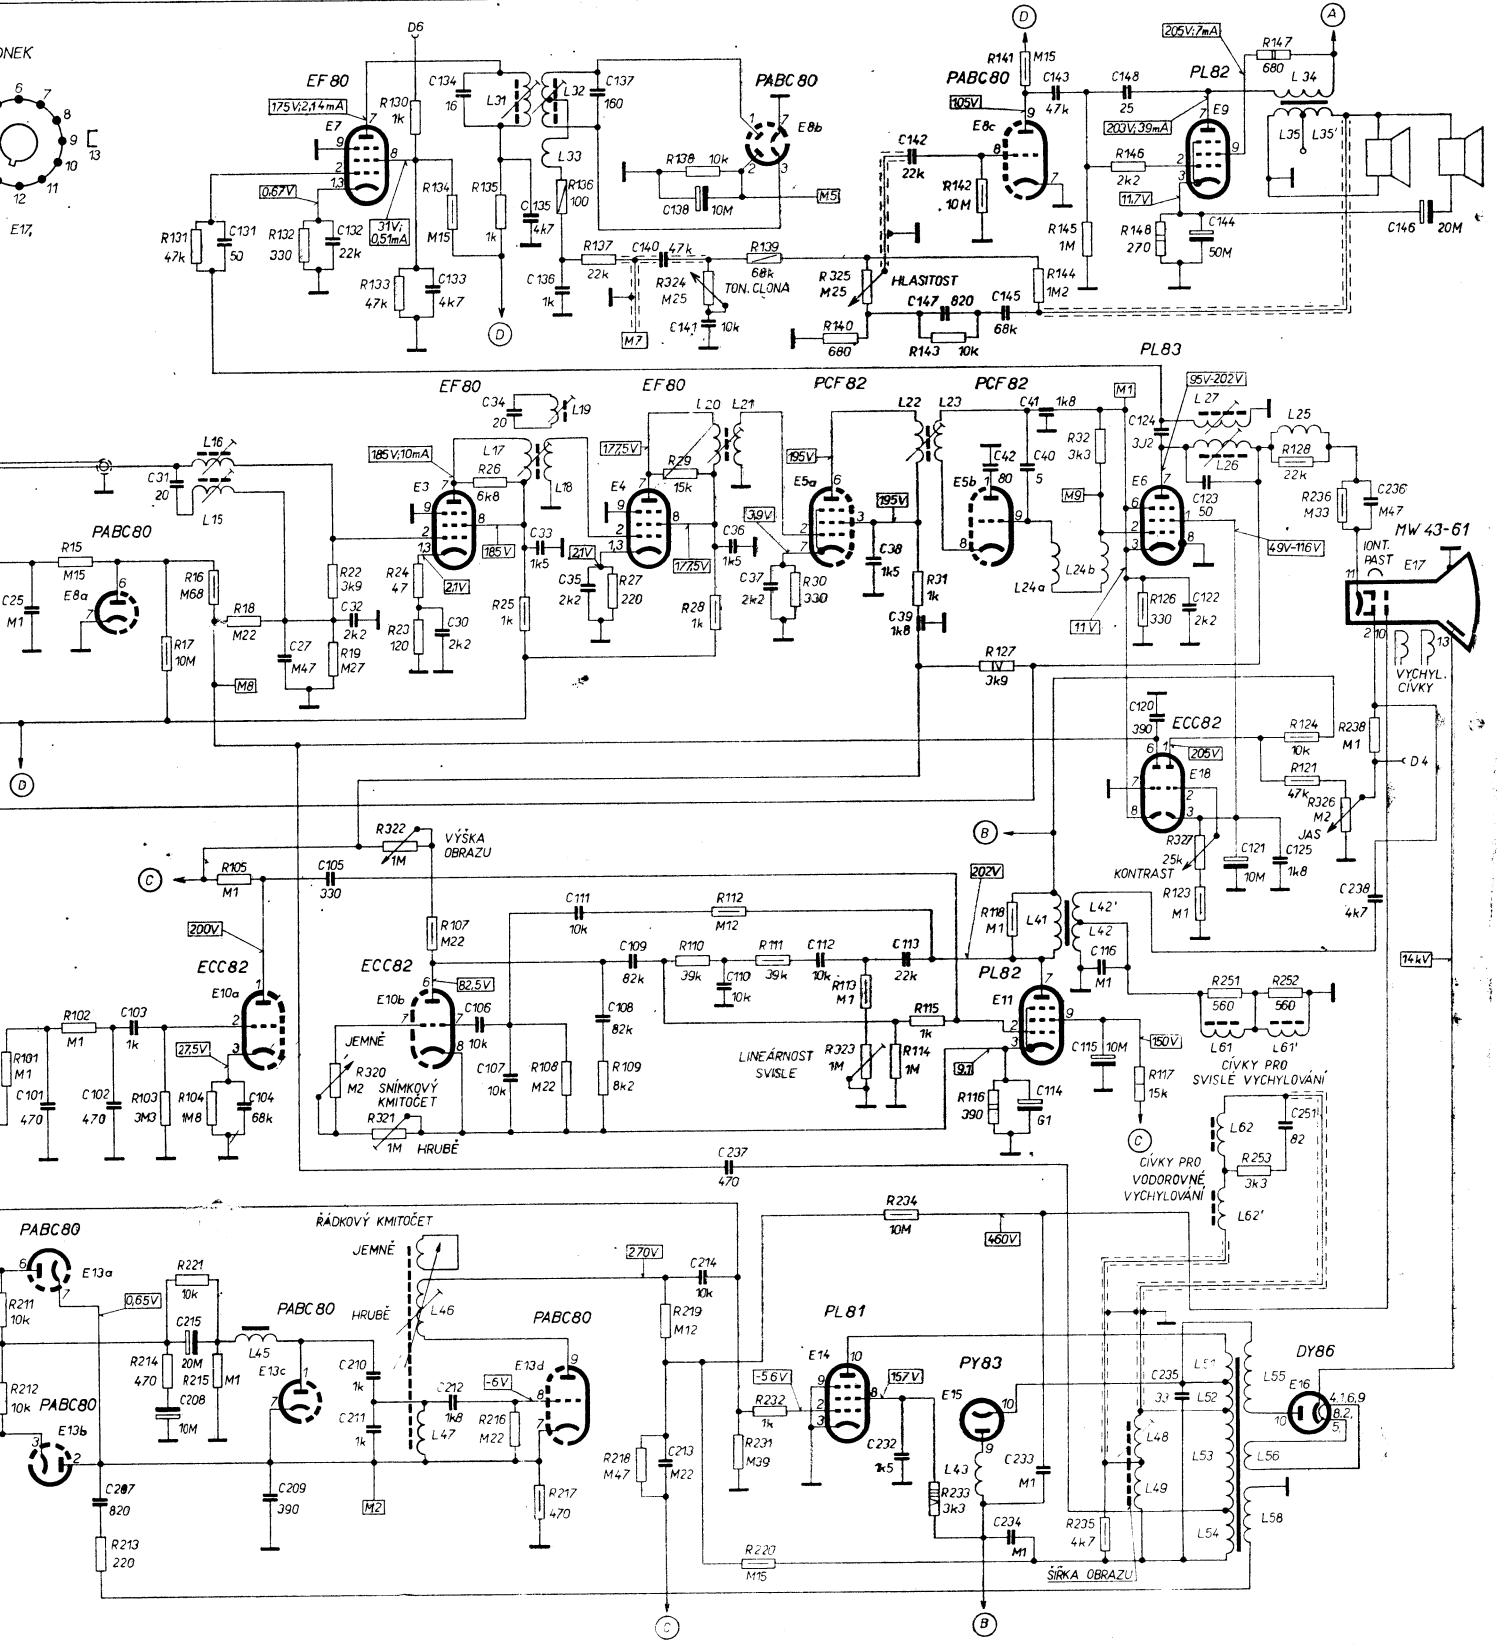 D6
D
A
205V;7mA
R147
680
R141
M15
PABC80
C143
47k
C148
25
PL82
L34
EF80
C134
16
L31
L32
C137
160
PABC80
E8b
175V;2,14mA
R130
1k
E7
105V
E8c
203V;39mA
E9
L35
L35'
6
7
8
9
10
11
12
13
E17
0,67V
R131
47k
C131
50
R132
330
C132
22k
31V;
0,51mA
R134
M15
R135
1k
C135
4k7
L33
R136
100
R138
10k
C138
10M
M5
C142
22k
R142
10M
R145
1M
R146
2k2
11,7V
R148
270
C144
50M
C146
20M
R133
47k
C133
4k7
D
C136
1k
R137
22k
M7
C140
47k
R324
M25
TON. CLONA
C141
10k
R139
68k
R325
M25
HLASITOST
R140
680
C147
820
R143
10k
C145
68k
R144
1M2
PL83
EF80
C34
20
L19
EF80
L20
L21
PCF82
L22
L23
PCF82
C41
1k8
M1
95V-202V
L27
L25
L16
C31
20
L15
185V;10mA
L17
R26
6k8
L18
E3
177,5V
R29
15k
E4
195V
E5a
195V
C42
80
E5b
C40
5
R32
3k3
M9
C124
3J2
L26
C123
50
E6
R128
22k
R236
M33
C236
M47
MW 43-61
ION.
PAST
E17
PABC80
R15
M15
E8a
C25
M1
R16
M68
R18
M22
R17
10M
M8
C27
M47
R22
3k9
C32
2k2
R19
M27
R24
47
2,1V
R23
120
C30
2k2
185V
C33
1k5
R25
1k
2,1V
C35
2k2
R27
220
177,5V
C36
1k5
R28
1k
3,9V
C37
2k2
R30
330
C38
1k5
R31
1k
C39
1k8
L24a
L24b
11V
49V-116V
R126
330
C122
2k2
R127
3k9
VYCHYL.
CÍVKY
D
C120
390
ECC82
205V
E18
R124
10k
R121
47k
R238
M1
D4
R326
M2
JAS
R327
25k
KONTRAST
R123
M1
C121
10M
C125
1k8
C238
4k7
C
R105
M1
C105
330
R322
1M
VÝŠKA
OBRAZU
B
202V
R107
M22
C111
10k
R112
M12
R118
M1
L41
L42'
L42
C116
M1
14kV
200V
ECC82
E10a
ECC82
E10b
82,5V
C106
10k
C109
82k
R110
39k
C110
10k
R111
39k
C112
10k
C113
22k
PL82
E11
R251
560
R252
560
L61
L61'
CÍVKY PRO
SVISLÉ VYCHYLOVÁNÍ
R101
M1
C101
470
R102
M1
C102
470
C103
1k
R103
3M3
27,5V
R104
1M8
C104
68k
JEMNĚ
R320
M2
SNÍMKOVÝ
KMITOČET
R321
1M
HRUBĚ
C107
10k
R108
M22
C108
82k
R109
8k2
LINEÁRNOST
SVISLE
R113
M1
R323
1M
R114
1M
R115
1k
9,1
R116
390
C114
G1
C115
10M
150V
R117
15k
C
L62
C251
82
R253
3k3
L62'
CÍVKY PRO
VODOROVNÉ
VYCHYLOVÁNÍ
C237
470
R234
10M
460V
PABC80
E13a
0,65V
R221
10k
ŘÁDKOVÝ KMITOČET
JEMNĚ
HRUBĚ
L46
270V
C214
10k
R211
10k
R212
10k
PABC80
E13b
R214
470
C215
20M
R215
M1
C208
10M
L45
PABC80
E13c
C210
1k
C211
1k
L47
C212
1k8
-6V
R216
M22
PABC80
E13d
R219
M12
R218
M47
C213
M22
R232
1k
-5,6V
R231
M39
PL81
E14
157V
C232
1k5
R233
3k3
PY83
E15
L43
C233
M1
C234
M1
R235
4k7
L48
L49
ŠÍŘKA OBRAZU
C235
33
L51
L52
L53
L54
L55
L56
L58
DY86
E16
4,1,6,9
8,2,
5,
C207
820
R213
220
C209
390
M2
R217
470
R220
M15
C
B